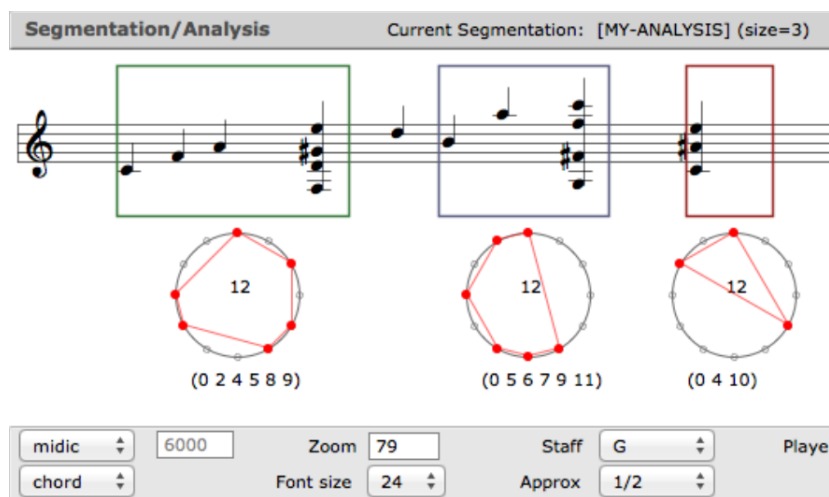 Segmentation/Analysis Current Segmentation: [MY-ANALYSIS] (size=3)
12 12 12
(0 2 4 5 8 9) (0 5 6 7 9 11) (0 4 10)
midic 6000 Zoom 79 Staff G Playe
chord Font size 24 Approx 1/2